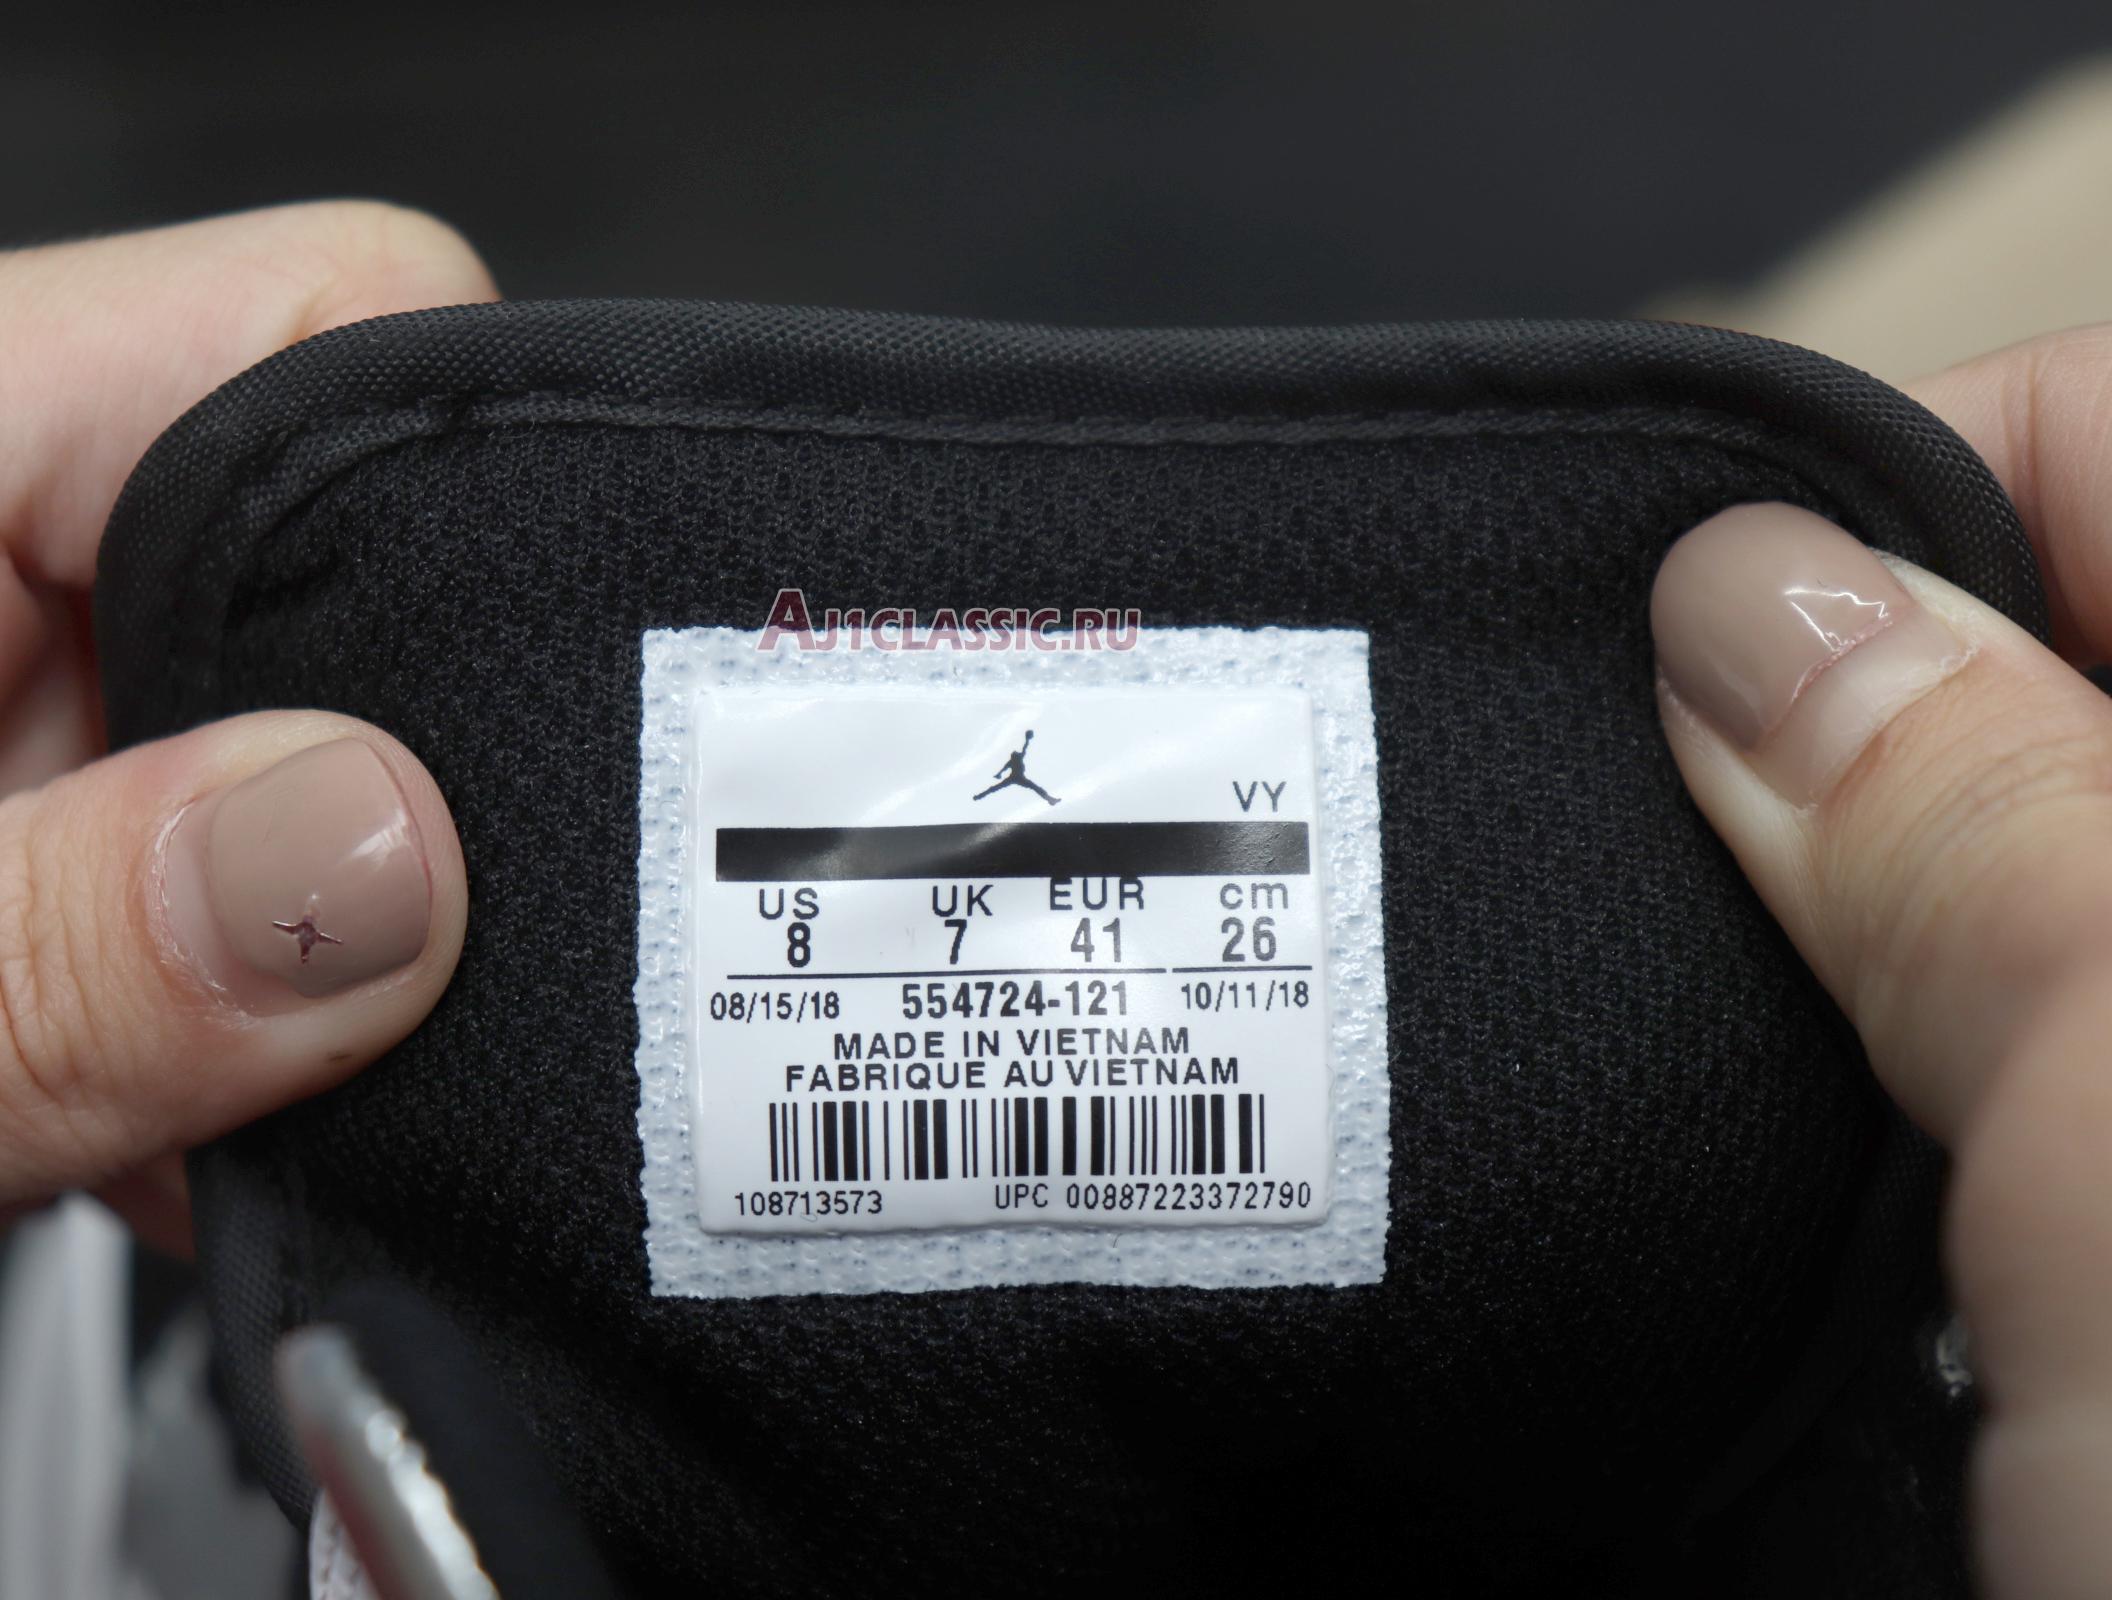 AJ1CLASSIC.RU
VY
US UK EUR cm
8 7 41 26
08/15/18 554724-121 10/11/18
MADE IN VIETNAM
FABRIQUE AU VIETNAM
108713573 UPC 00887223372790